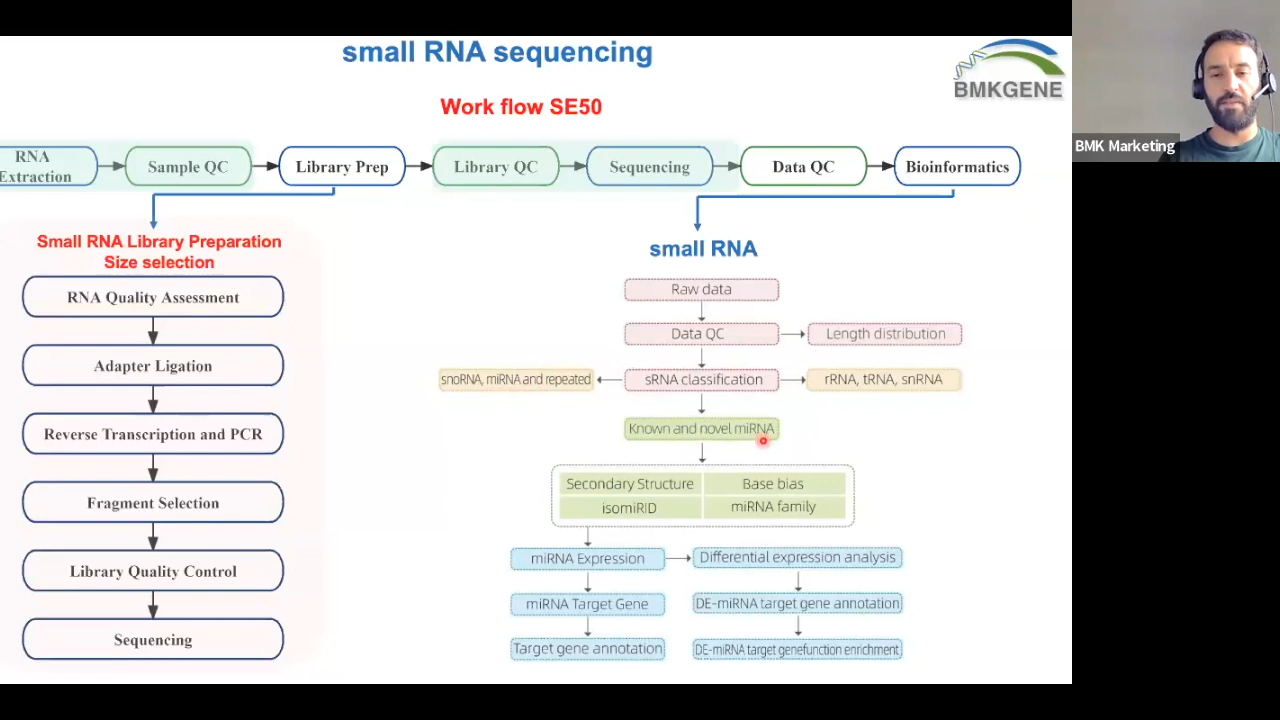 small RNA sequencing
BMKGENE
Work flow SE50
BMK Marketing
RNA
Extraction
Sample QC
Library Prep
Library QC
Sequencing
Data QC
Bioinformatics
Small RNA Library Preparation
Size selection
RNA Quality Assessment
Adapter Ligation
Reverse Transcription and PCR
Fragment Selection
Library Quality Control
Sequencing
small RNA
Raw data
Data QC
Length distribution
snoRNA, miRNA and repeated
sRNA classification
rRNA, tRNA, snRNA
Known and novel miRNA
Secondary Structure
Base bias
isomiRID
miRNA family
miRNA Expression
Differential expression analysis
miRNA Target Gene
DE-miRNA target gene annotation
Target gene annotation
DE-miRNA target genefunction enrichment